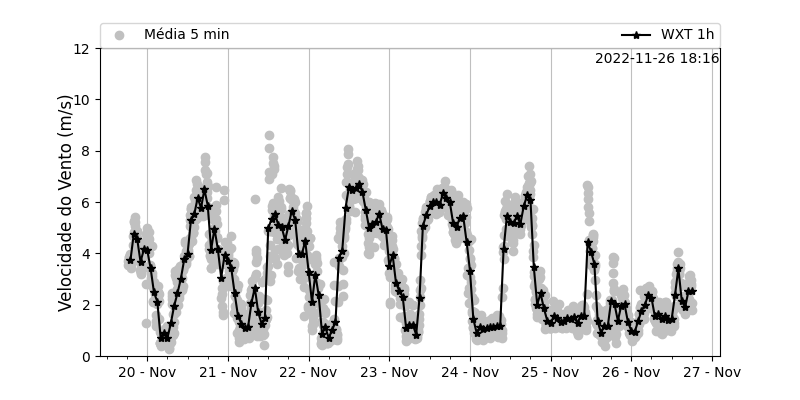 Média 5 min
WXT 1h
2022-11-26 18:16
Velocidade do Vento (m/s)
12
10
8
6
4
2
0
20 - Nov
21 - Nov
22 - Nov
23 - Nov
24 - Nov
25 - Nov
26 - Nov
27 - Nov